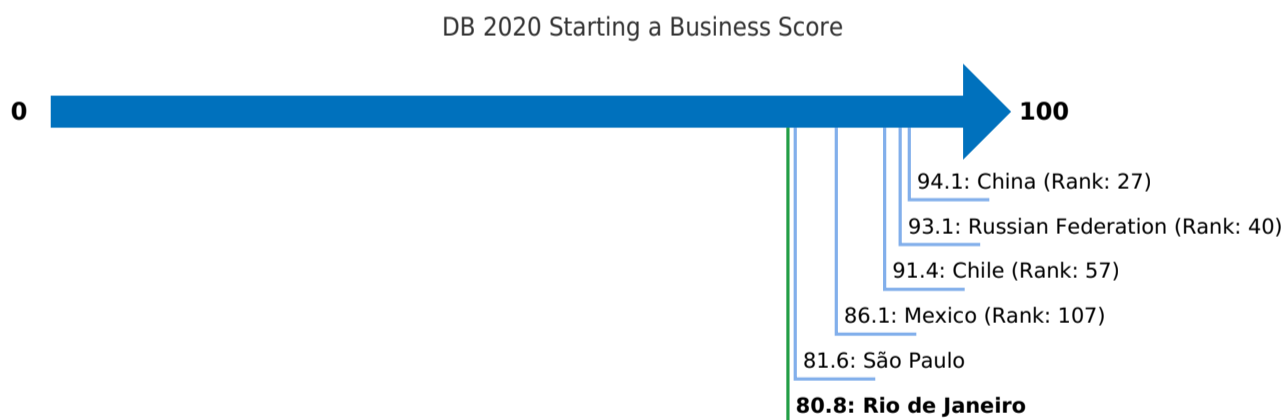 DB 2020 Starting a Business Score
0
100
94.1: China (Rank: 27)
93.1: Russian Federation (Rank: 40)
91.4: Chile (Rank: 57)
86.1: Mexico (Rank: 107)
81.6: São Paulo
80.8: Rio de Janeiro